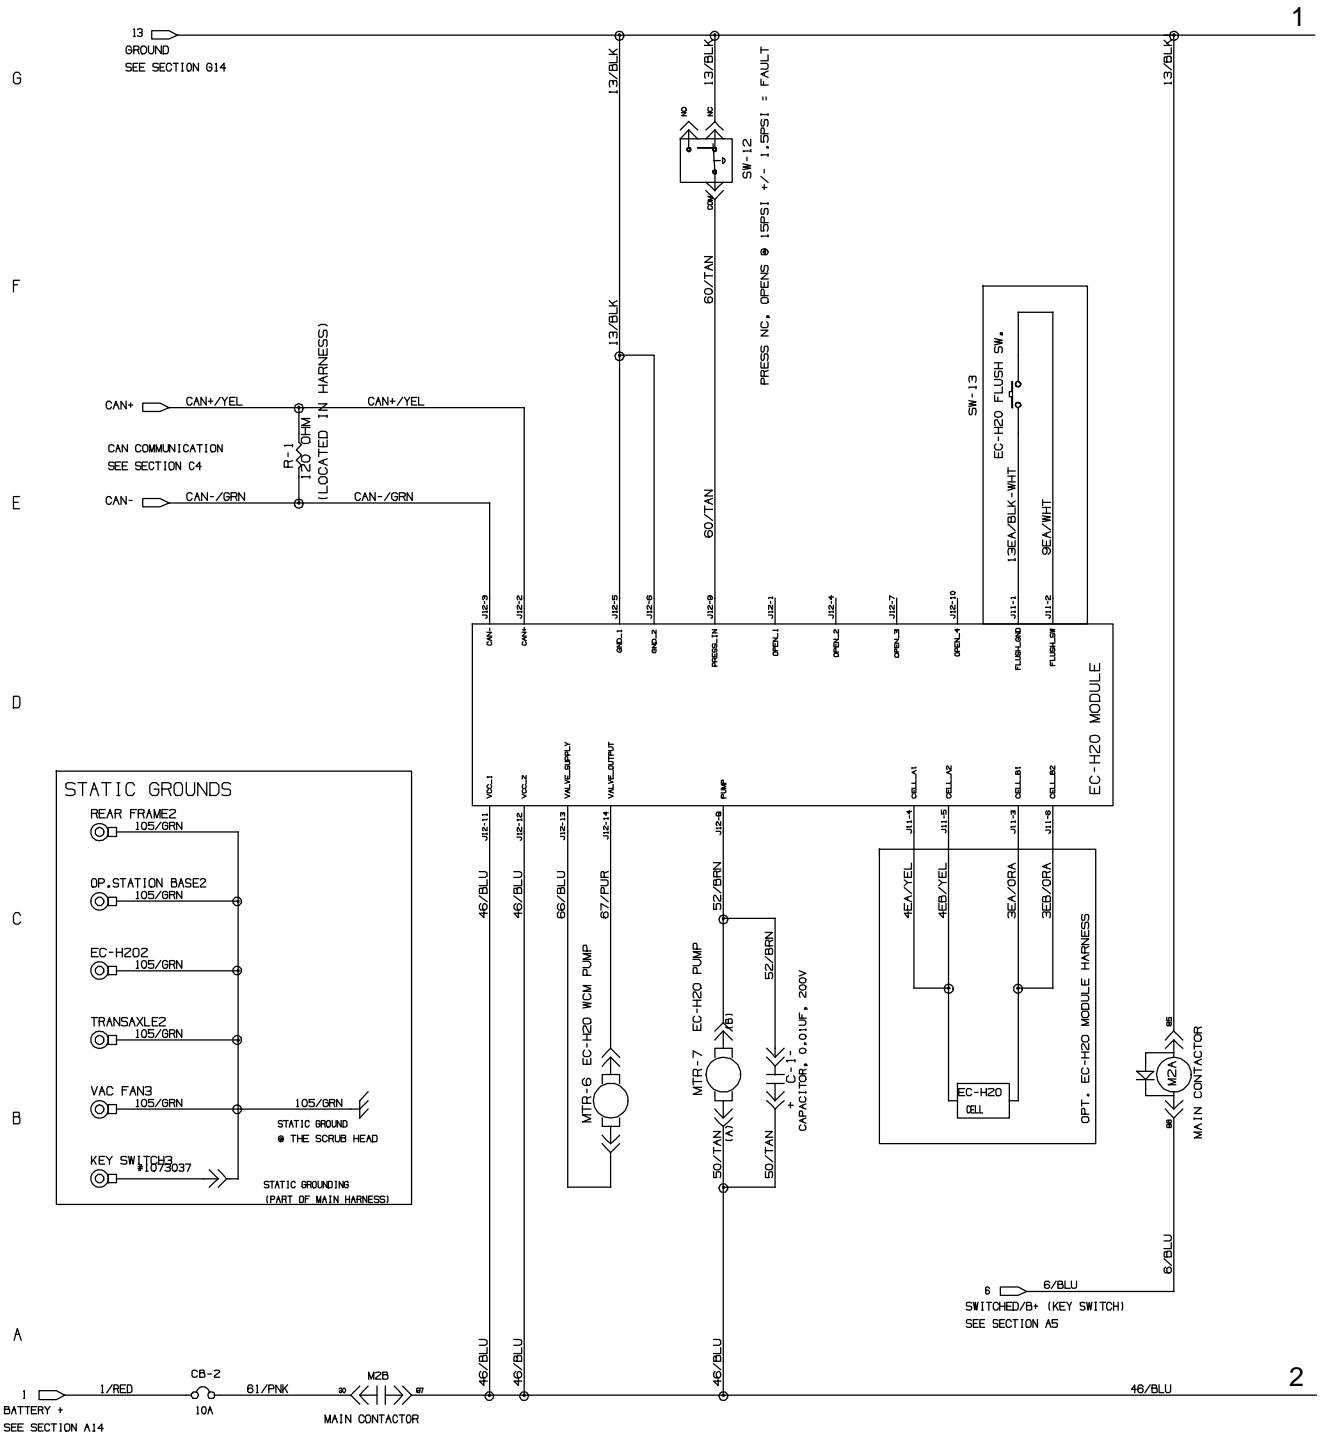 1
13
GROUND
SEE SECTION G14
G
13/BLK
13/BLK
13/BLK
NO
NC
COM
SW-12
PRESS NC, OPENS @ 15PSI +/- 1.5PSI = FAULT
F
60/TAN
13/BLK
CAN+
CAN+/YEL
CAN+/YEL
CAN COMMUNICATION
SEE SECTION C4
R-1
120 OHM
(LOCATED IN HARNESS)
CAN-
CAN-/GRN
CAN-/GRN
E
60/TAN
SW-13
EC-H2O FLUSH SW.
13EA/BLK-WHT
9EA/WHT
J12-3
J12-2
J12-5
J12-6
J12-9
J12-1
J12-4
J12-7
J12-10
J11-1
J11-2
CAN-
CAN+
GND_1
GND_2
PRESS_IN
OPEN_1
OPEN_2
OPEN_3
OPEN_4
FLUSH_GND
FLUSH_SW
D
EC-H2O MODULE
VCC_1
VCC_2
VALVE_SUPPLY
VALVE_OUTPUT
PUMP
CELL_A1
CELL_A2
CELL_B1
CELL_B2
J12-11
J12-12
J12-13
J12-14
J12-8
J11-4
J11-5
J11-3
J11-6
46/BLU
46/BLU
66/BLU
67/PUR
52/BRN
4EA/YEL
4EB/YEL
3EA/ORA
3EB/ORA
STATIC GROUNDS
REAR FRAME2
105/GRN
OP.STATION BASE2
105/GRN
C
EC-H2O2
105/GRN
TRANSAXLE2
105/GRN
VAC FAN3
105/GRN
105/GRN
STATIC GROUND
@ THE SCRUB HEAD
B
KEY SWITCH3
#1073037
STATIC GROUNDING
(PART OF MAIN HARNESS)
MTR-6 EC-H2O WCM PUMP
MTR-7 EC-H2O PUMP
(B)
(A)
52/BRN
C-1
-
+
CAPACITOR, 0.01UF, 200V
50/TAN
50/TAN
EC-H2O
CELL
OPT. EC-H2O MODULE HARNESS
85
M2A
86
MAIN CONTACTOR
6/BLU
6
6/BLU
SWITCHED/B+ (KEY SWITCH)
SEE SECTION A5
A
46/BLU
46/BLU
46/BLU
1
BATTERY +
SEE SECTION A14
1/RED
CB-2
10A
61/PNK
30
M2B
87
MAIN CONTACTOR
46/BLU
2